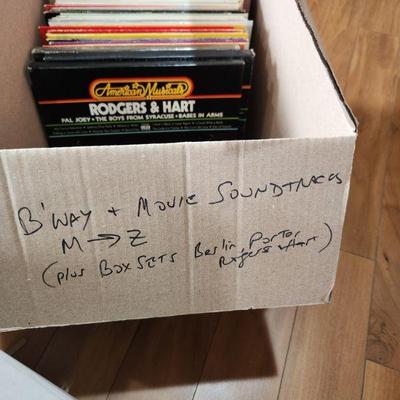 American Musicals
RODGERS & HART
PAL JOEY • THE BOYS FROM SYRACUSE • BABES IN ARMS
B'WAY + MOVIE SOUNDTRACKS
M → Z
(plus BOX SETS Berlin, Porter
Rodgers & Hart)